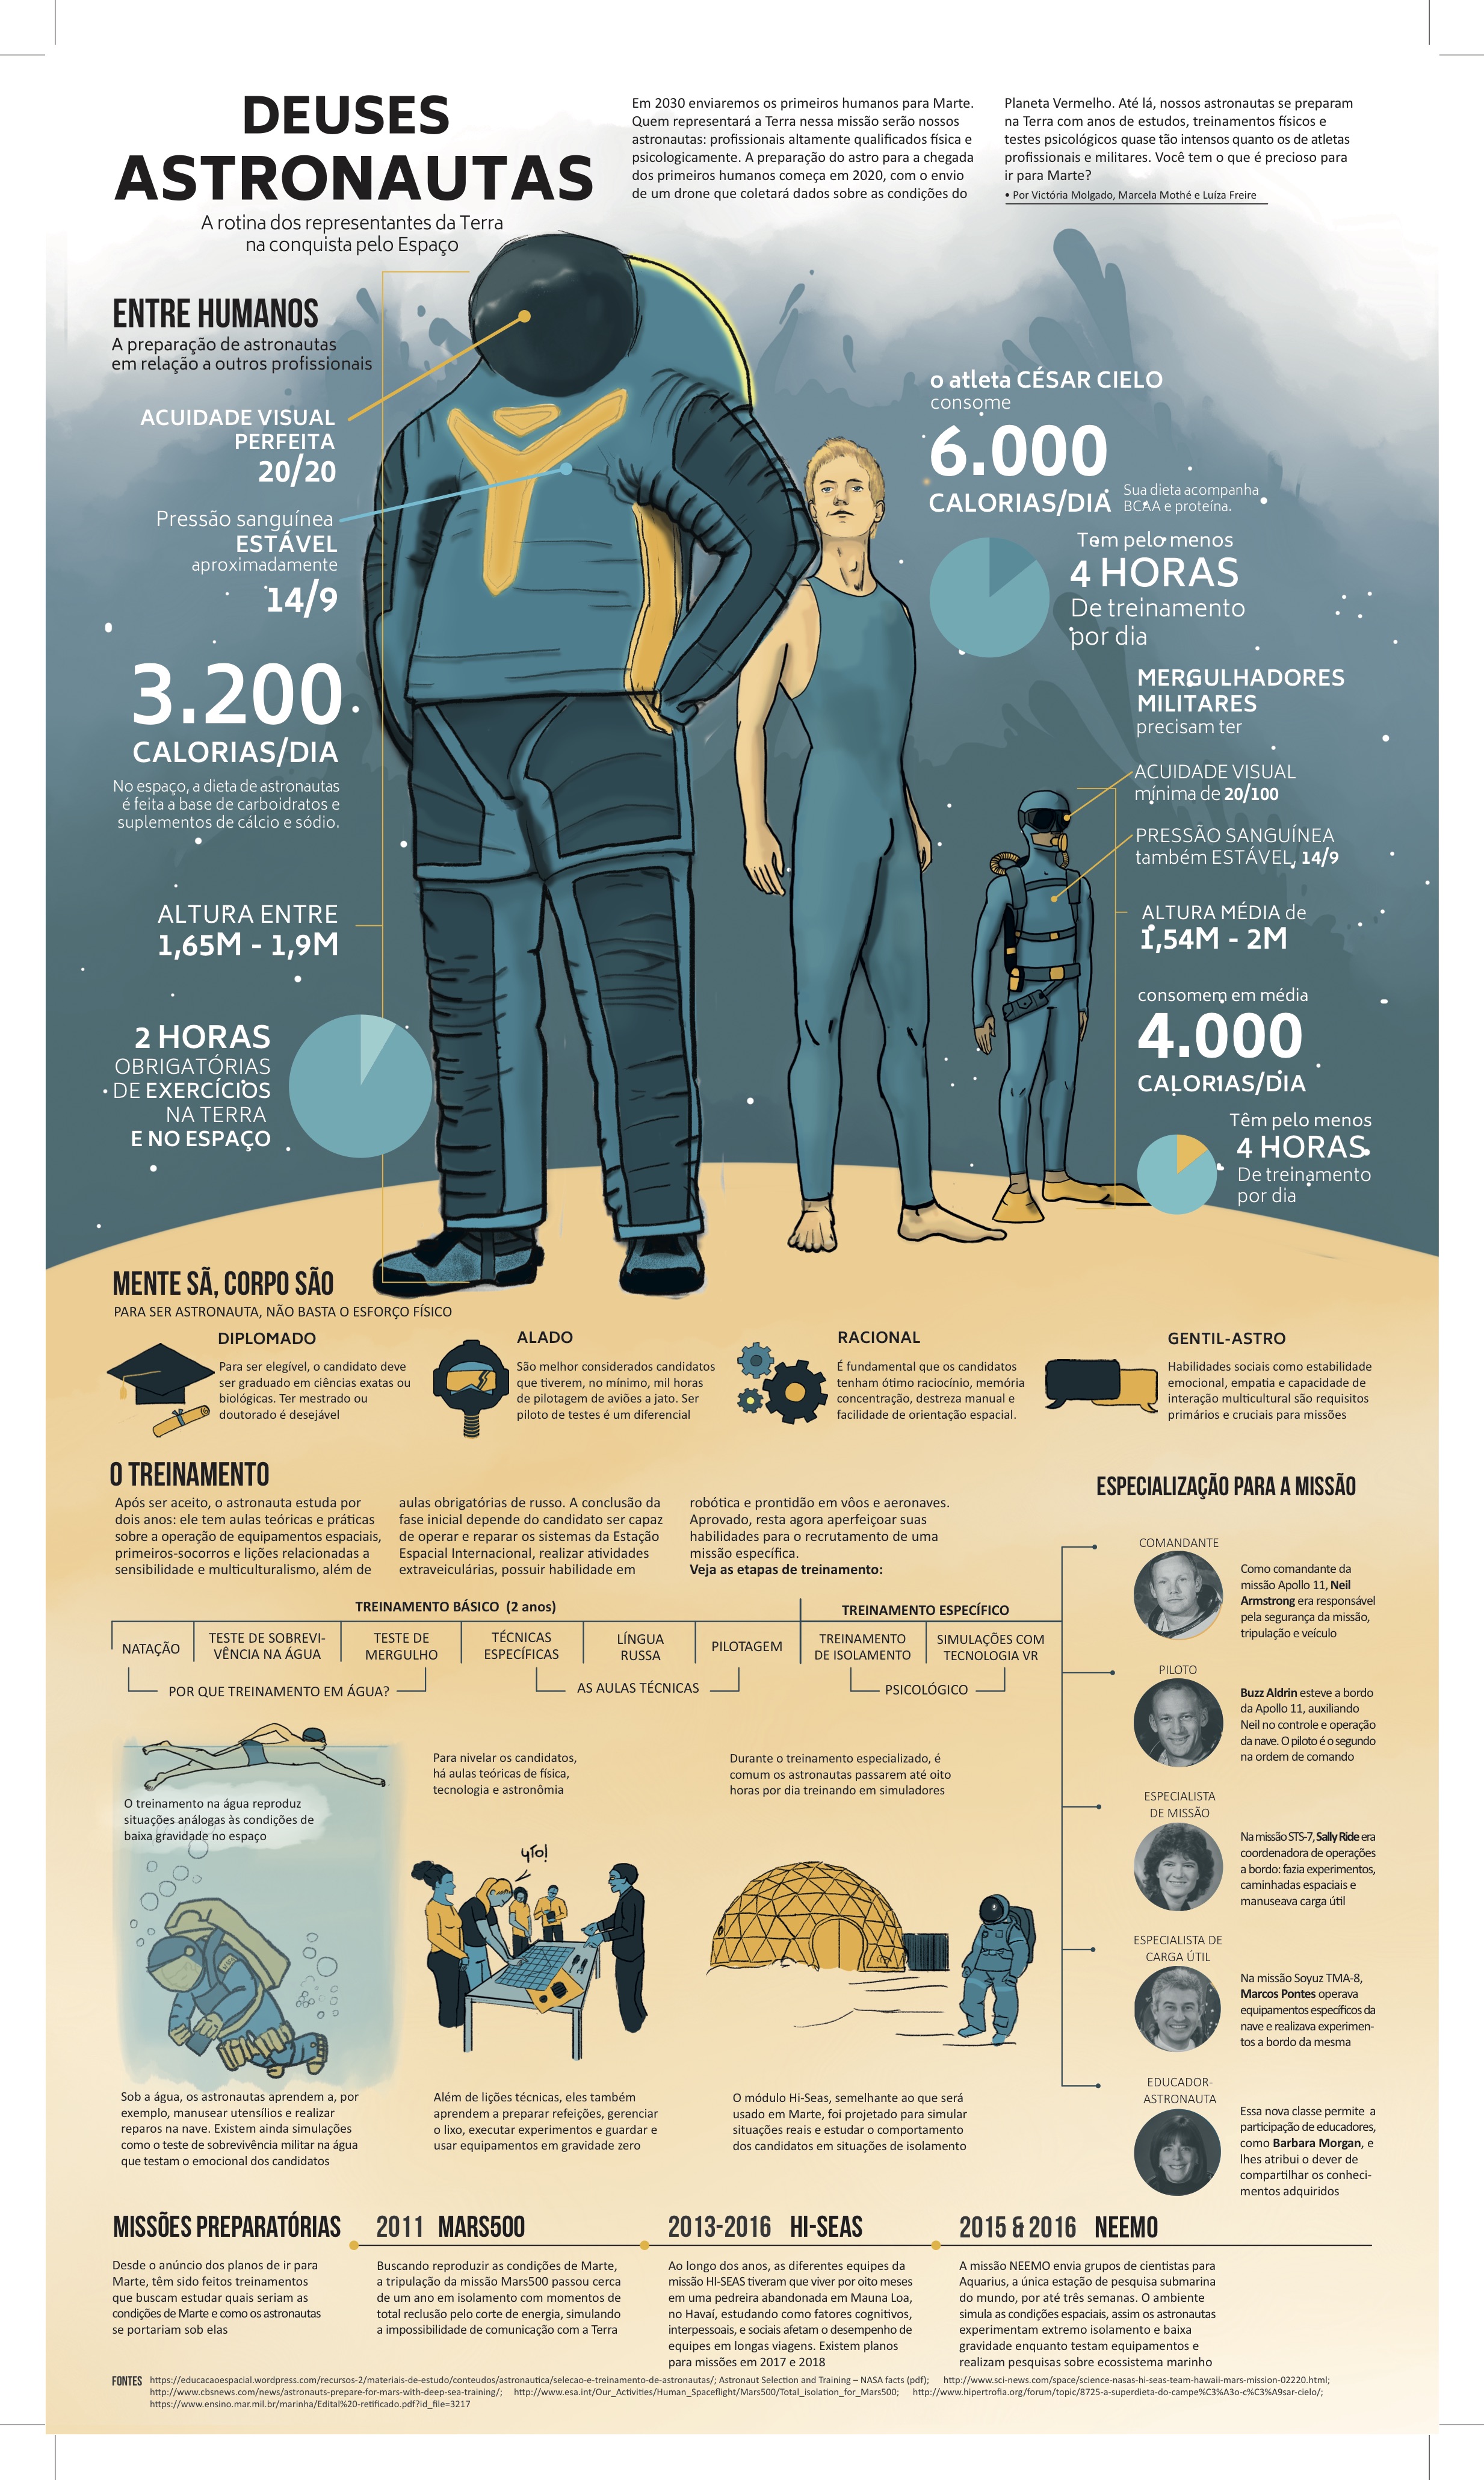 DEUSES
ASTRONAUTAS
A rotina dos representantes da Terra
na conquista pelo Espaço
Em 2030 enviaremos os primeiros humanos para Marte.
Quem representará a Terra nessa missão serão nossos
astronautas: profissionais altamente qualificados física e
psicologicamente. A preparação do astro para a chegada
dos primeiros humanos começa em 2020, com o envio
de um drone que coletará dados sobre as condições do
Planeta Vermelho. Até lá, nossos astronautas se preparam
na Terra com anos de estudos, treinamentos físicos e
testes psicológicos quase tão intensos quanto os de atletas
profissionais e militares. Você tem o que é precioso para
ir para Marte?
• Por Victória Molgado, Marcela Mothé e Luíza Freire
ENTRE HUMANOS
A preparação de astronautas
em relação a outros profissionais
ACUIDADE VISUAL
PERFEITA
20/20
Pressão sanguínea
ESTÁVEL
aproximadamente
14/9
3.200
CALORIAS/DIA
No espaço, a dieta de astronautas
é feita a base de carboidratos e
suplementos de cálcio e sódio.
ALTURA ENTRE
1,65M - 1,9M
2 HORAS
OBRIGATÓRIAS
DE EXERCÍCIOS
NA TERRA
E NO ESPAÇO
o atleta CÉSAR CIELO
consome
6.000
CALORIAS/DIA
Sua dieta acompanha
BCAA e proteína.
Tem pelo menos
4 HORAS
De treinamento
por dia
MERGULHADORES
MILITARES
precisam ter
ACUIDADE VISUAL
mínima de 20/100
PRESSÃO SANGUÍNEA
também ESTÁVEL, 14/9
ALTURA MÉDIA de
1,54M - 2M
consomem em média
4.000
CALORIAS/DIA
Têm pelo menos
4 HORAS
De treinamento
por dia
MENTE SÃ, CORPO SÃO
PARA SER ASTRONAUTA, NÃO BASTA O ESFORÇO FÍSICO
DIPLOMADO
Para ser elegível, o candidato deve
ser graduado em ciências exatas ou
biológicas. Ter mestrado ou
doutorado é desejável
ALADO
São melhor considerados candidatos
que tiverem, no mínimo, mil horas
de pilotagem de aviões a jato. Ser
piloto de testes é um diferencial
RACIONAL
É fundamental que os candidatos
tenham ótimo raciocínio, memória
concentração, destreza manual e
facilidade de orientação espacial.
GENTIL-ASTRO
Habilidades sociais como estabilidade
emocional, empatia e capacidade de
interação multicultural são requisitos
primários e cruciais para missões
O TREINAMENTO
Após ser aceito, o astronauta estuda por
dois anos: ele tem aulas teóricas e práticas
sobre a operação de equipamentos espaciais,
primeiros-socorros e lições relacionadas a
sensibilidade e multiculturalismo, além de
aulas obrigatórias de russo. A conclusão da
fase inicial depende do candidato ser capaz
de operar e reparar os sistemas da Estação
Espacial Internacional, realizar atividades
extraveiculárias, possuir habilidade em
robótica e prontidão em vôos e aeronaves.
Aprovado, resta agora aperfeiçoar suas
habilidades para o recrutamento de uma
missão específica.
Veja as etapas de treinamento:
TREINAMENTO BÁSICO (2 anos)
TREINAMENTO ESPECÍFICO
NATAÇÃO
TESTE DE SOBREVI-
VÊNCIA NA ÁGUA
TESTE DE
MERGULHO
TÉCNICAS
ESPECÍFICAS
LÍNGUA
RUSSA
PILOTAGEM
TREINAMENTO
DE ISOLAMENTO
SIMULAÇÕES COM
TECNOLOGIA VR
POR QUE TREINAMENTO EM ÁGUA?
AS AULAS TÉCNICAS
PSICOLÓGICO
O treinamento na água reproduz
situações análogas às condições de
baixa gravidade no espaço
Sob a água, os astronautas aprendem a, por
exemplo, manusear utensílios e realizar
reparos na nave. Existem ainda simulações
como o teste de sobrevivência militar na água
que testam o emocional dos candidatos
Para nivelar os candidatos,
há aulas teóricas de física,
tecnologia e astronômia
что!
Além de lições técnicas, eles também
aprendem a preparar refeições, gerenciar
o lixo, executar experimentos e guardar e
usar equipamentos em gravidade zero
Durante o treinamento especializado, é
comum os astronautas passarem até oito
horas por dia treinando em simuladores
O módulo Hi-Seas, semelhante ao que será
usado em Marte, foi projetado para simular
situações reais e estudar o comportamento
dos candidatos em situações de isolamento
ESPECIALIZAÇÃO PARA A MISSÃO
COMANDANTE
Como comandante da
missão Apollo 11, Neil
Armstrong era responsável
pela segurança da missão,
tripulação e veículo
PILOTO
Buzz Aldrin esteve a bordo
da Apollo 11, auxiliando
Neil no controle e operação
da nave. O piloto é o segundo
na ordem de comando
ESPECIALISTA
DE MISSÃO
Na missão STS-7, Sally Ride era
coordenadora de operações
a bordo: fazia experimentos,
caminhadas espaciais e
manuseava carga útil
ESPECIALISTA DE
CARGA ÚTIL
Na missão Soyuz TMA-8,
Marcos Pontes operava
equipamentos específicos da
nave e realizava experimen-
tos a bordo da mesma
EDUCADOR-
ASTRONAUTA
Essa nova classe permite a
participação de educadores,
como Barbara Morgan, e
lhes atribui o dever de
compartilhar os conheci-
mentos adquiridos
MISSÕES PREPARATÓRIAS
Desde o anúncio dos planos de ir para
Marte, têm sido feitos treinamentos
que buscam estudar quais seriam as
condições de Marte e como os astronautas
se portariam sob elas
2011 MARS500
Buscando reproduzir as condições de Marte,
a tripulação da missão Mars500 passou cerca
de um ano em isolamento com momentos de
total reclusão pelo corte de energia, simulando
a impossibilidade de comunicação com a Terra
2013-2016 HI-SEAS
Ao longo dos anos, as diferentes equipes da
missão HI-SEAS tiveram que viver por oito meses
em uma pedreira abandonada em Mauna Loa,
no Havaí, estudando como fatores cognitivos,
interpessoais, e sociais afetam o desempenho de
equipes em longas viagens. Existem planos
para missões em 2017 e 2018
2015 & 2016 NEEMO
A missão NEEMO envia grupos de cientistas para
Aquarius, a única estação de pesquisa submarina
do mundo, por até três semanas. O ambiente
simula as condições espaciais, assim os astronautas
experimentam extremo isolamento e baixa
gravidade enquanto testam equipamentos e
realizam pesquisas sobre ecossistema marinho
FONTES https://educacaoespacial.wordpress.com/recursos-2/materiais-de-estudo/conteudos/astronautica/selecao-e-treinamento-de-astronautas/; Astronaut Selection and Training – NASA facts (pdf); http://www.sci-news.com/space/science-nasas-hi-seas-team-hawaii-mars-mission-02220.html;
http://www.cbsnews.com/news/astronauts-prepare-for-mars-with-deep-sea-training/; http://www.esa.int/Our_Activities/Human_Spaceflight/Mars500/Total_isolation_for_Mars500; http://www.hipertrofia.org/forum/topic/8725-a-superdieta-do-campe%C3%A3o-c%C3%A9sar-cielo/;
https://www.ensino.mar.mil.br/marinha/Edital%20-retificado.pdf?id_file=3217